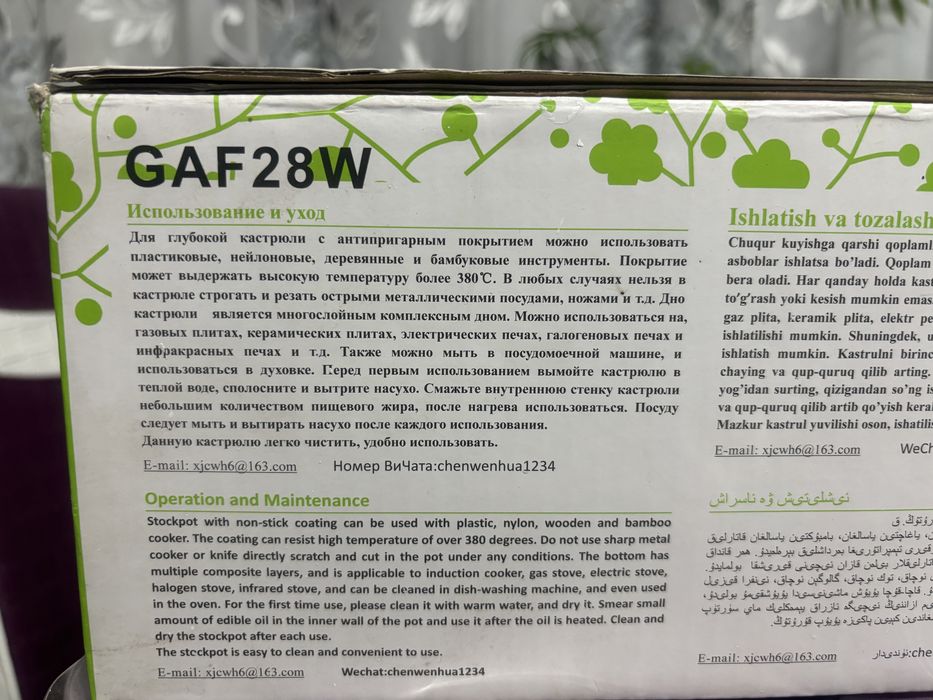 GAF28W
Использование и уход
Для глубокой кастрюли с антипригарным покрытием можно использовать
пластиковые, нейлоновые, деревянные и бамбуковые инструменты. Покрытие
может выдержать высокую температуру более 380℃. В любых случаях нельзя в
кастрюле строгать и резать острыми металлическими посудами, ножами и т.д. Дно
кастрюли является многослойным комплексным дном. Можно использоваться на,
газовых плитах, керамических плитах, электрических печах, галогеновых печах и
инфракрасных печах и т.д. Также можно мыть в посудомоечной машине, и
использоваться в духовке. Перед первым использованием вымойте кастрюлю в
теплой воде, сполосните и вытрите насухо. Смажьте внутреннюю стенку кастрюли
небольшим количеством пищевого жира, после нагрева использоваться. Посуду
следует мыть и вытирать насухо после каждого использования.
Данную кастрюлю легко чистить, удобно использовать.
E-mail: xjcwh6@163.com Номер ВиЧата:chenwenhua1234
Operation and Maintenance
Stockpot with non-stick coating can be used with plastic, nylon, wooden and bamboo
cooker. The coating can resist high temperature of over 380 degrees. Do not use sharp metal
cooker or knife directly scratch and cut in the pot under any conditions. The bottom has
multiple composite layers, and is applicable to induction cooker, gas stove, electric stove,
halogen stove, infrared stove, and can be cleaned in dish-washing machine, and even used
in the oven. For the first time use, please clean it with warm water, and dry it. Smear small
amount of edible oil in the inner wall of the pot and use it after the oil is heated. Clean and
dry the stockpot after each use.
The stockpot is easy to clean and convenient to use.
E-mail: xjcwh6@163.com Wechat:chenwenhua1234
Ishlatish va tozalash
Chuqur kuyishga qarshi qoplaml
asboblar ishlatsa bo'ladi. Qoplam
bera oladi. Har qanday holda kast
to'g'rash yoki kesish mumkin emas
gaz plita, keramik plita, elektr pe
ishlatilishi mumkin. Shuningdek, u
ishlatish mumkin. Kastrulni birinc
chaying va qup-quruq qilib arting.
yog'idan surting, qizigandan so'ng is
va qup-quruq qilib artib qo'yish kera
Mazkur kastrul yuvilishi oson, ishatilis
E-mail: xjcwh6@163.com WeCh
ئىشلىتىش ۋە ئاسراش
E-mail: xjcwh6@163.com